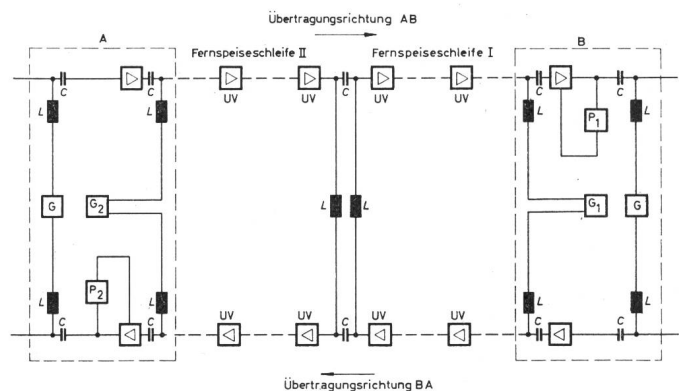 Übertragungsrichtung AB
A
B
Fernspeiseschleife II
Fernspeiseschleife I
C
C
UV
UV
C
UV
UV
C
C
L
L
L
P1
L
G
G2
L
L
G1
G
P2
L
L
L
L
C
C
UV
UV
C
UV
UV
C
C
Übertragungsrichtung BA